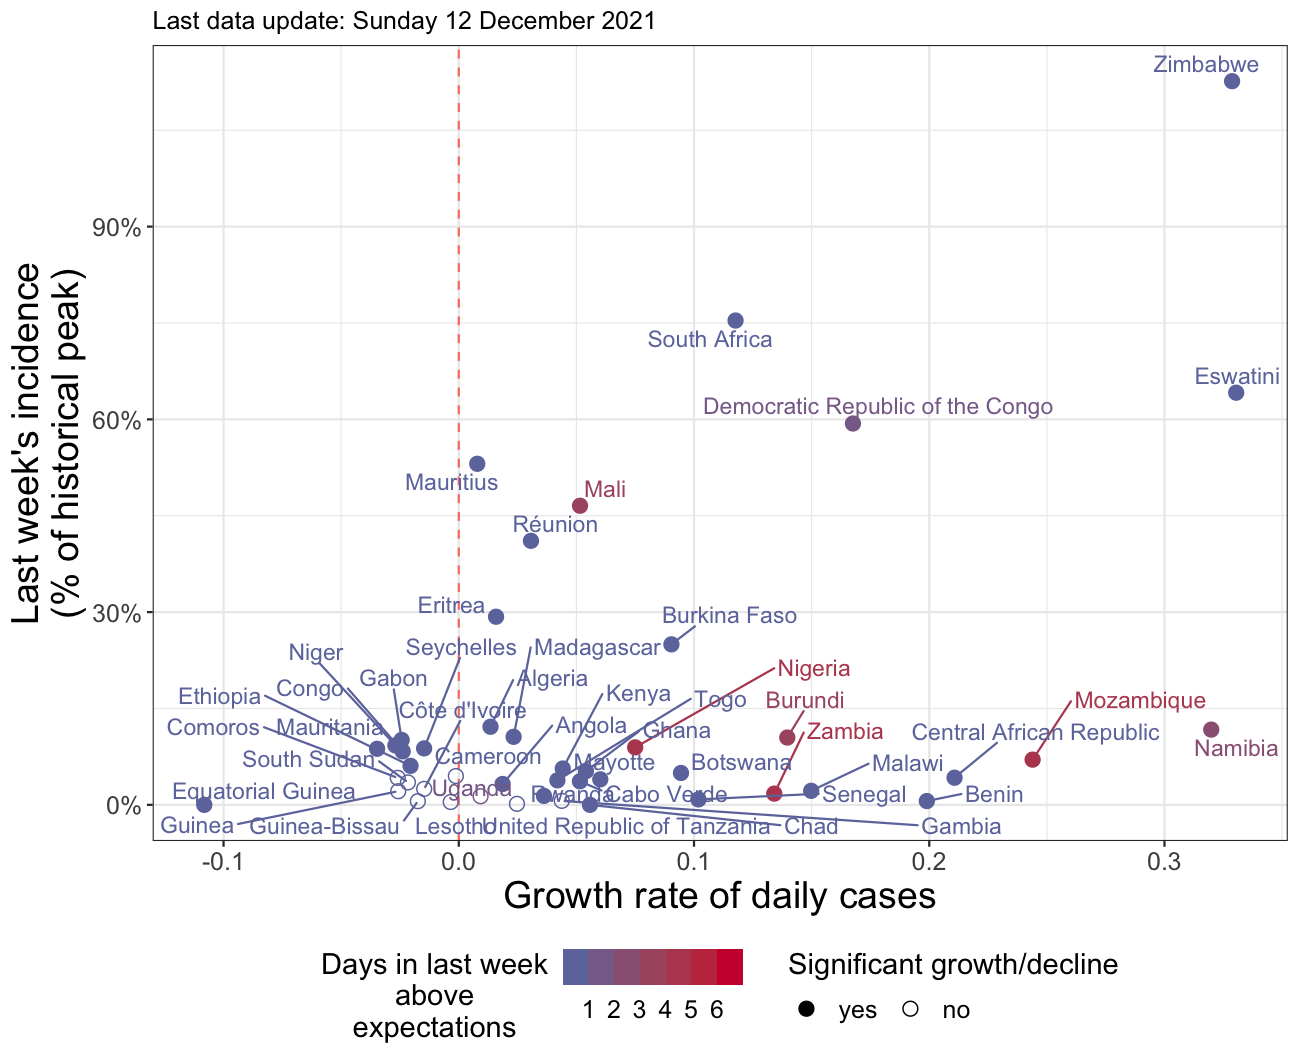 Last data update: Sunday 12 December 2021
Last week's incidence
(% of historical peak)
90%
60%
30%
0%
Zimbabwe
South Africa
Eswatini
Democratic Republic of the Congo
Mauritius
Mali
Réunion
Eritrea
Burkina Faso
Niger
Seychelles
Madagascar
Nigeria
Ethiopia
Congo
Gabon
Algeria
Kenya
Togo
Burundi
Mozambique
Comoros
Mauritania
Côte d'Ivoire
Angola
Ghana
Zambia
Central African Republic
Namibia
South Sudan
Cameroon
Mayotte
Botswana
Malawi
Equatorial Guinea
Uganda
Rwanda
Cabo Verde
Senegal
Benin
Guinea
Guinea-Bissau
Lesotho
United Republic of Tanzania
Chad
Gambia
-0.1
0.0
0.1
0.2
0.3
Growth rate of daily cases
Days in last week
above
expectations
1 2 3 4 5 6
Significant growth/decline
yes
no